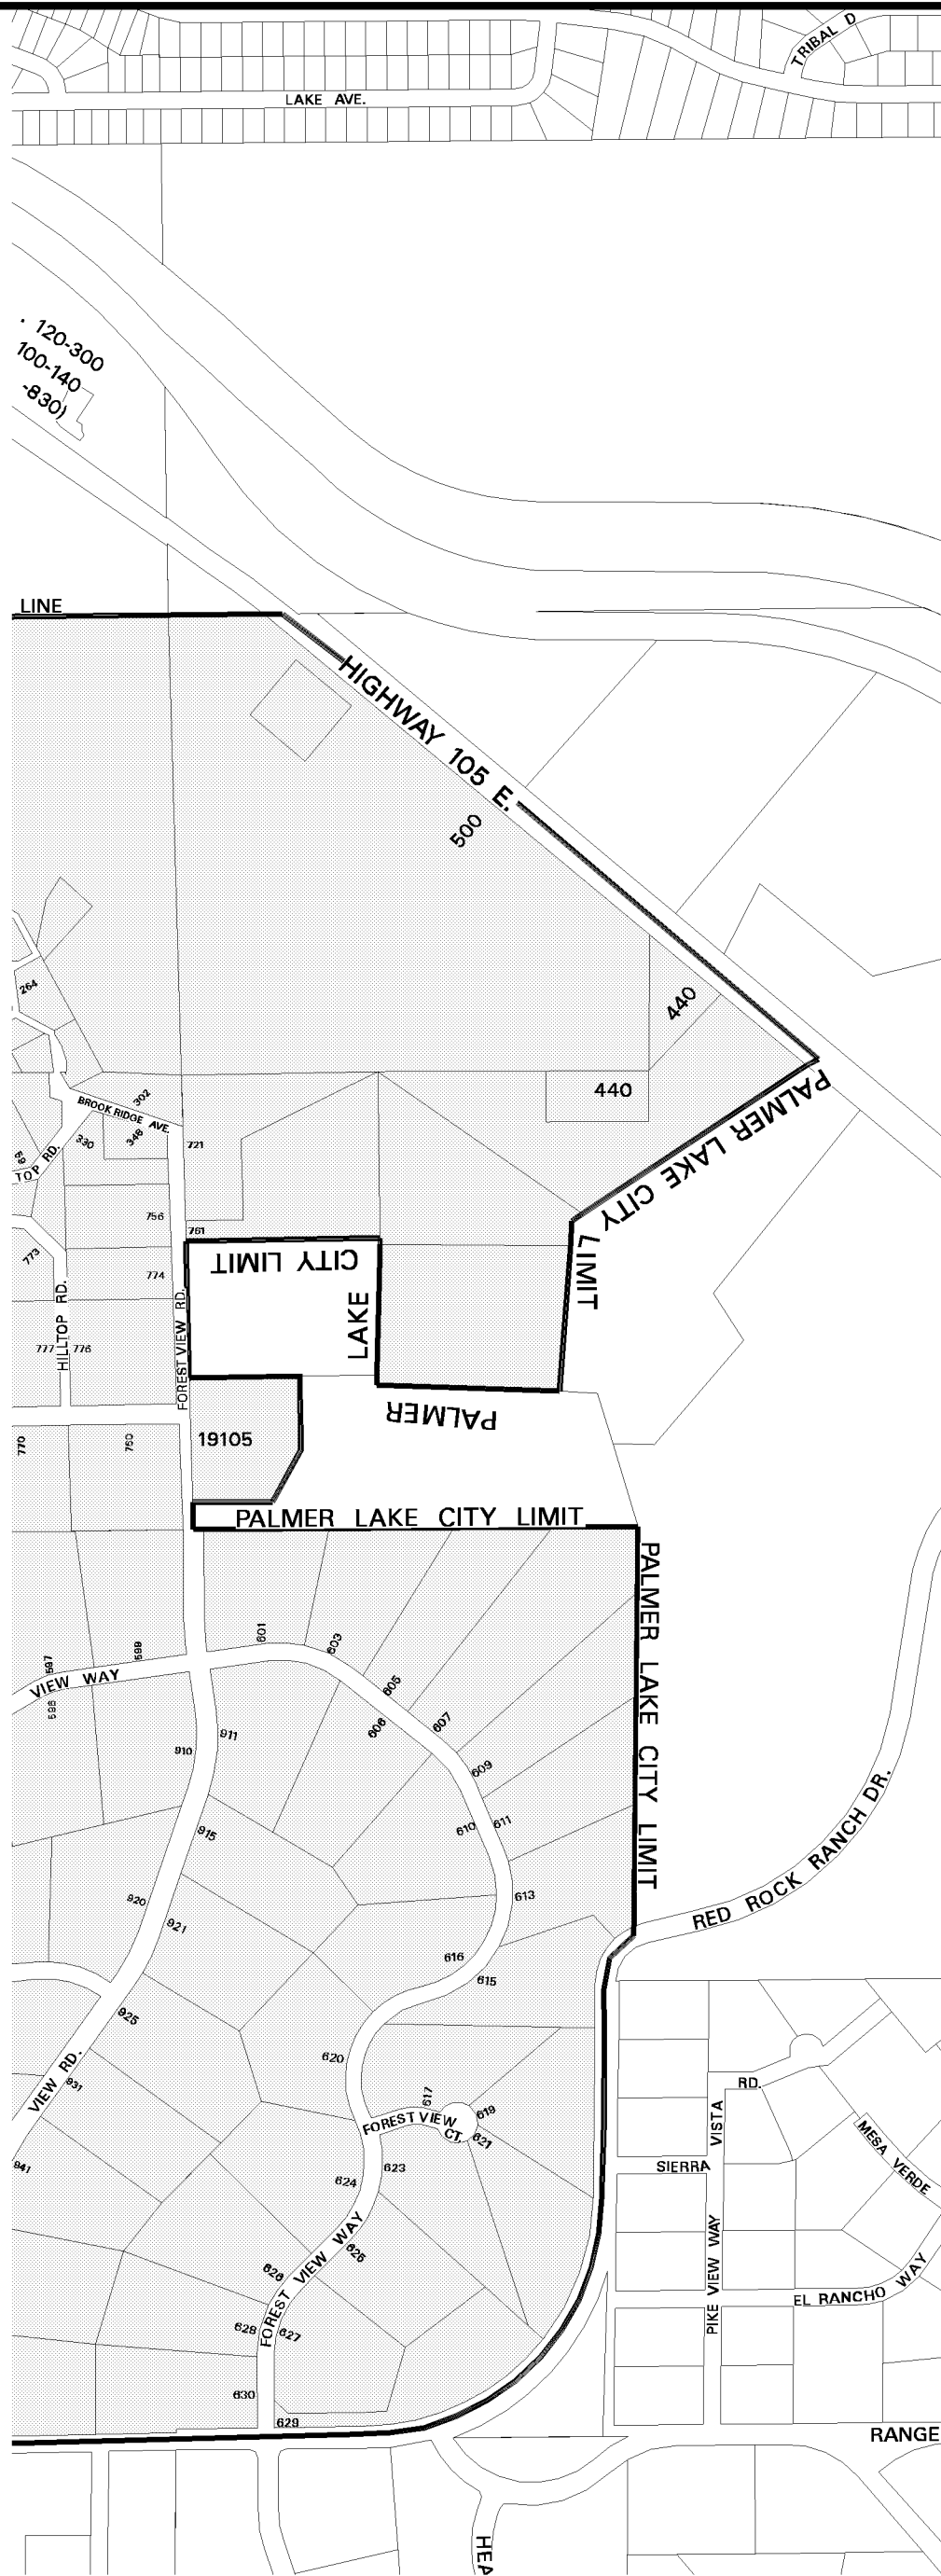 TRIBAL D
LAKE AVE.
120-300
100-140
-830)
LINE
HIGHWAY 105 E.
500
264
440
440
PALMER LAKE CITY LIMIT
302
BROOK RIDGE AVE.
348
330
721
TOP RD.
756
761
CITY LIMIT
773
774
HILLTOP RD.
FOREST VIEW RD.
LAKE
777
776
PALMER
770
760
19105
PALMER LAKE CITY LIMIT
PALMER LAKE CITY LIMIT
601
603
597
599
VIEW WAY
605
606
607
911
910
609
610
611
915
613
920
921
RED ROCK RANCH DR.
616
615
925
620
VIEW RD.
931
617
FOREST VIEW CT.
619
621
RD.
VISTA
SIERRA
MESA VERDE
941
624
623
FOREST VIEW WAY
625
626
PIKE VIEW WAY
EL RANCHO WAY
628
627
630
629
RANGE
HEA